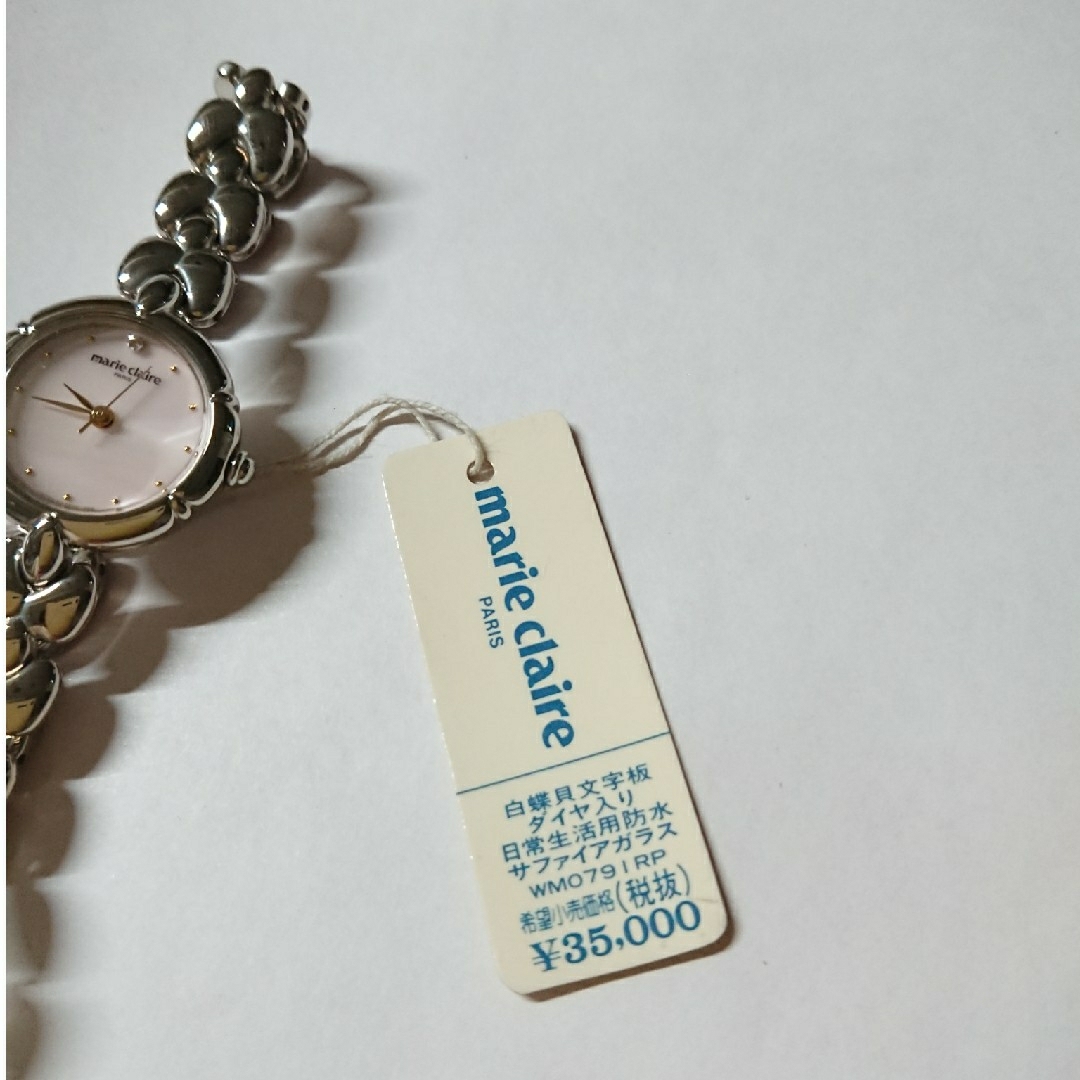 marie claire
PARIS
marie claire
PARIS
白蝶貝文字板
ダイヤ入り
日常生活用防水
サファイアガラス
WM0791RP
希望小売価格(税抜)
¥35,000